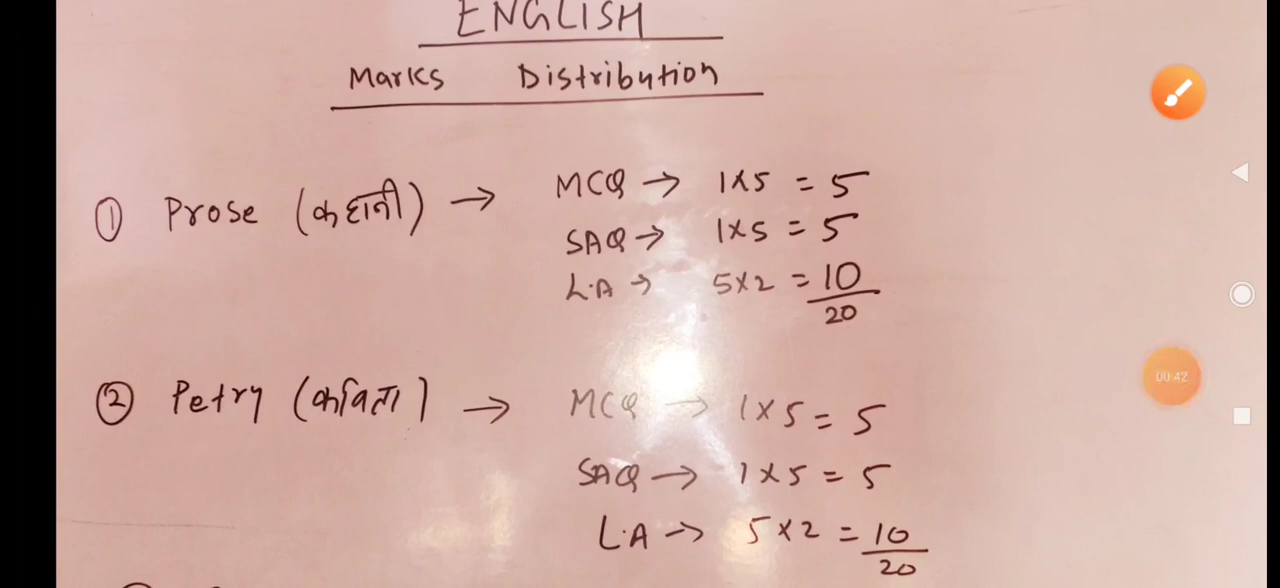 ENGLISH
Marks Distribution
① Prose (कहानी) → MCQ → 1×5 = 5
SAQ → 1×5 = 5
L.A → 5×2 = 10
20
② Petry (कविता) → MCQ → 1×5 = 5
SAQ → 1×5 = 5
L.A → 5×2 = 10
20
00:42